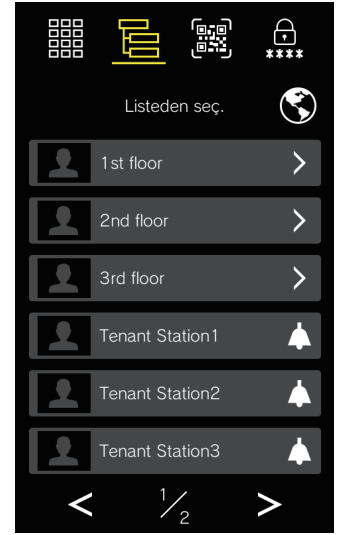 ****
Listeden seç.
1st floor
2nd floor
3rd floor
Tenant Station1
Tenant Station2
Tenant Station3
< 1/2 >